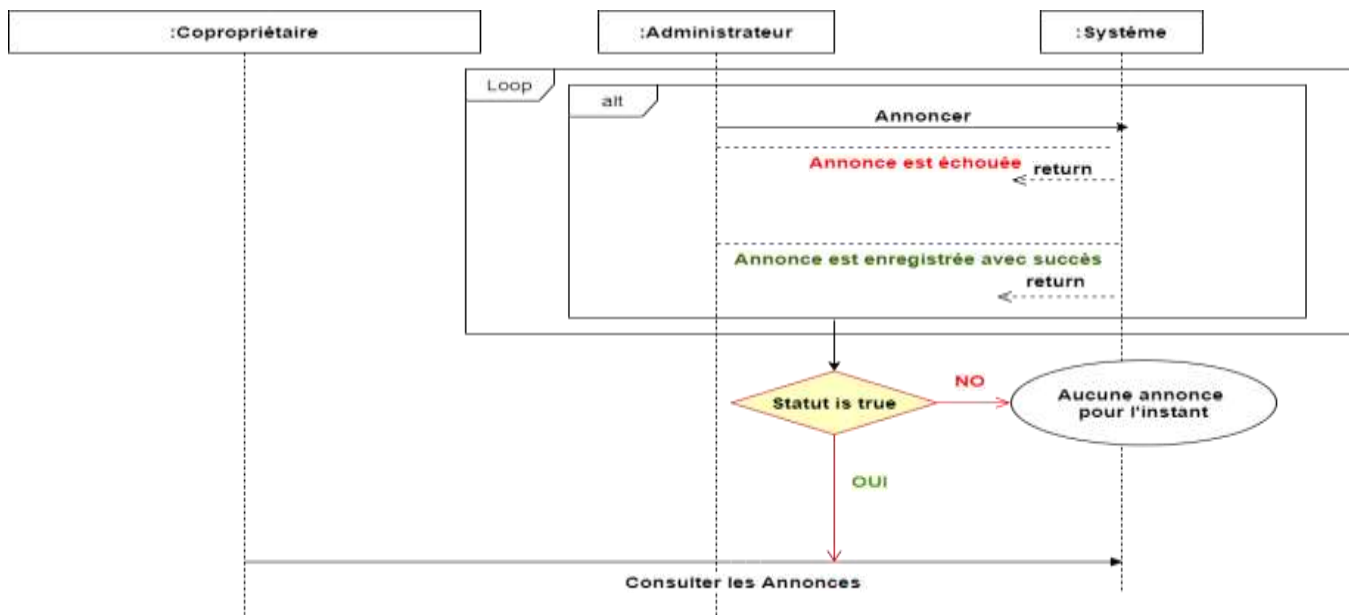 :Copropriétaire
:Administrateur
:Système
Loop
alt
Annoncer
Annonce est échouée
return
Annonce est enregistrée avec succès
return
Statut is true
NO
Aucune annonce
pour l'instant
OUI
Consulter les Annonces